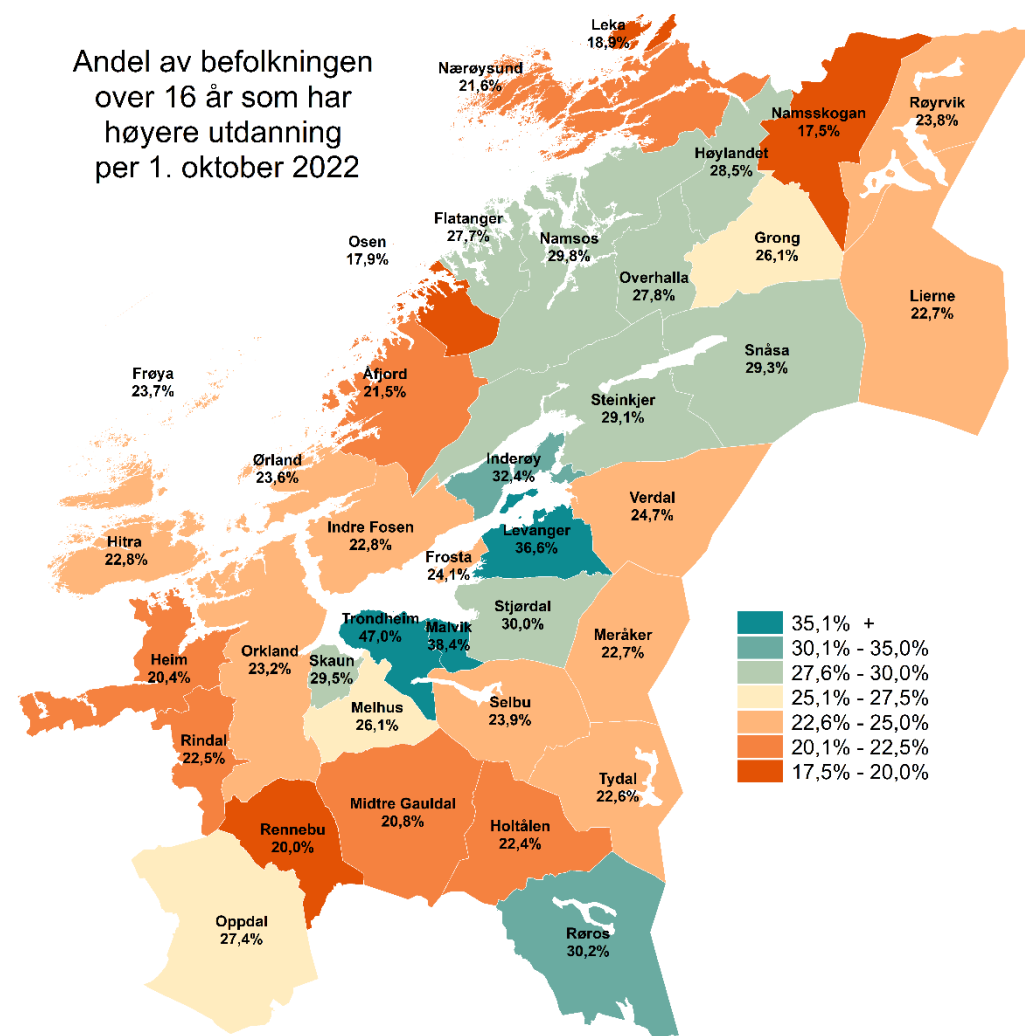 Andel av befolkningen
over 16 år som har
høyere utdanning
per 1. oktober 2022
Leka
18,9%
Nærøysund
21,6%
Namsskogan
17,5%
Røyrvik
23,8%
Høylandet
28,5%
Flatanger
27,7%
Namsos
29,8%
Osen
17,9%
Grong
26,1%
Overhalla
27,8%
Lierne
22,7%
Snåsa
29,3%
Frøya
23,7%
Åfjord
21,5%
Steinkjer
29,1%
Ørland
23,6%
Inderøy
32,4%
Verdal
24,7%
Indre Fosen
22,8%
Levanger
36,6%
Hitra
22,8%
Frosta
24,1%
Stjørdal
30,0%
Trondheim
47,0%
Malvik
38,4%
Meråker
22,7%
Orkland
23,2%
Skaun
29,5%
Heim
20,4%
Selbu
23,9%
Melhus
26,1%
Rindal
22,5%
Tydal
22,6%
Midtre Gauldal
20,8%
Holtålen
22,4%
Rennebu
20,0%
Oppdal
27,4%
Røros
30,2%
35,1% +
30,1% - 35,0%
27,6% - 30,0%
25,1% - 27,5%
22,6% - 25,0%
20,1% - 22,5%
17,5% - 20,0%